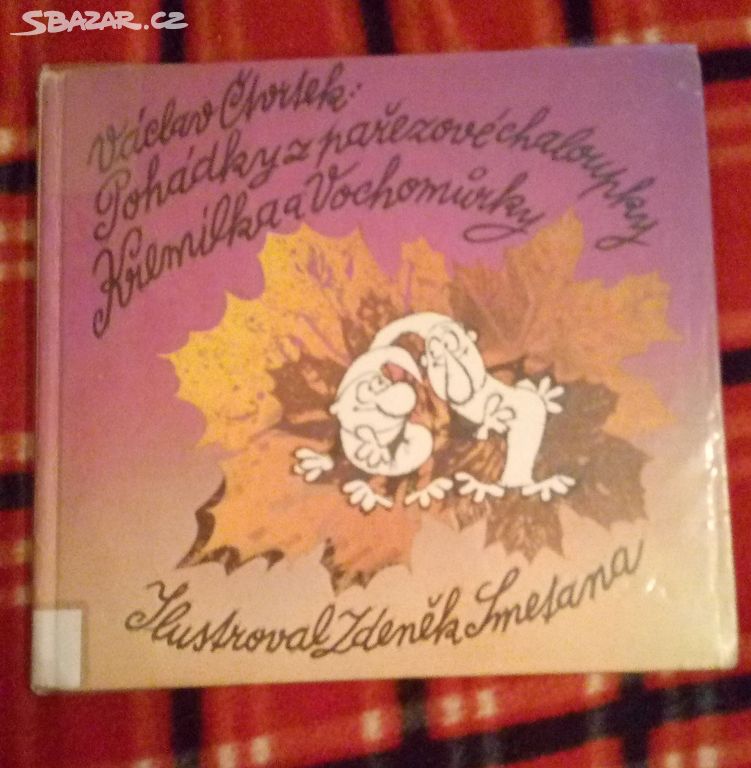 SBAZAR.CZ
Václav Čtvrtek:
Pohádky z pařezové chaloupky
Křemílka a Vochomůrky
Ilustroval Zdeněk Smetana